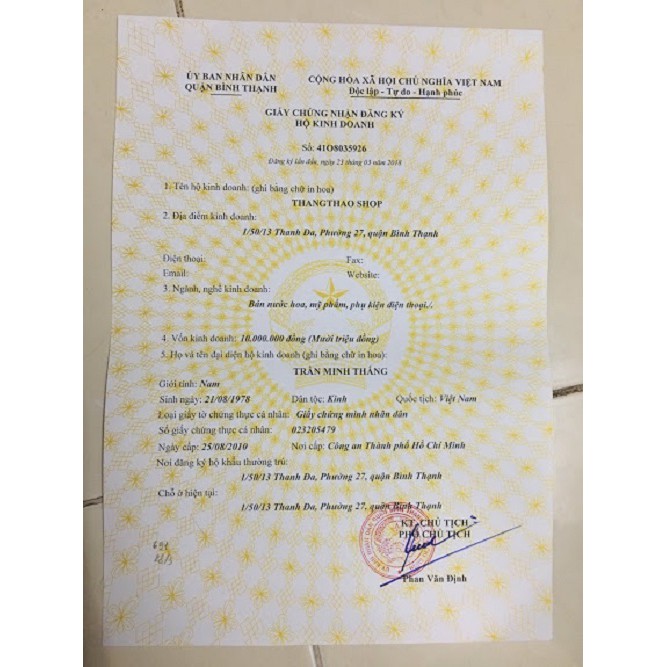 ỦY BAN NHÂN DÂN
QUẬN BÌNH THẠNH
CỘNG HÒA XÃ HỘI CHỦ NGHĨA VIỆT NAM
Độc lập - Tự do - Hạnh phúc
GIẤY CHỨNG NHẬN ĐĂNG KÝ
HỘ KINH DOANH
Số: 41O8035926
Đăng ký lần đầu, ngày 21 tháng 03 năm 2018
1. Tên hộ kinh doanh: (ghi bằng chữ in hoa)
THANGTHAO SHOP
2. Địa điểm kinh doanh:
1/50/13 Thanh Đa, Phường 27, quận Bình Thạnh
Điện thoại: Fax:
Email: Website:
3. Ngành, nghề kinh doanh:
Bán nước hoa, mỹ phẩm, phụ kiện điện thoại./.
4. Vốn kinh doanh: 10.000.000 đồng (Mười triệu đồng)
5. Họ và tên đại diện hộ kinh doanh (ghi bằng chữ in hoa):
TRẦN MINH THẮNG
Giới tính: Nam
Sinh ngày: 21/08/1978 Dân tộc: Kinh Quốc tịch: Việt Nam
Loại giấy tờ chứng thực cá nhân: Giấy chứng minh nhân dân
Số giấy chứng thực cá nhân: 023205479
Ngày cấp: 25/08/2010 Nơi cấp: Công an Thành phố Hồ Chí Minh
Nơi đăng ký hộ khẩu thường trú:
1/50/13 Thanh Đa, Phường 27, quận Bình Thạnh
Chỗ ở hiện tại:
1/50/13 Thanh Đa, Phường 27, quận Bình Thạnh
KT. CHỦ TỊCH
PHÓ CHỦ TỊCH
Phan Văn Định